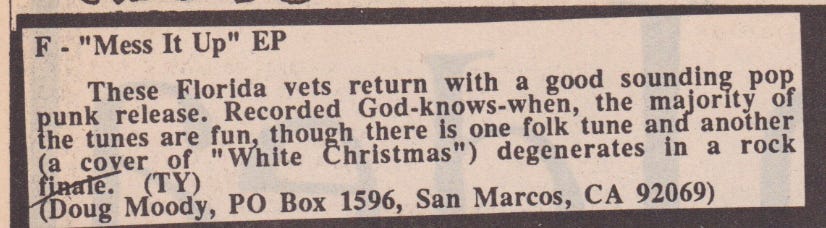 F - "Mess It Up" EP
These Florida vets return with a good sounding pop
punk release. Recorded God-knows-when, the majority of
the tunes are fun, though there is one folk tune and another
(a cover of "White Christmas") degenerates in a rock
finale. (TY)
(Doug Moody, PO Box 1596, San Marcos, CA 92069)